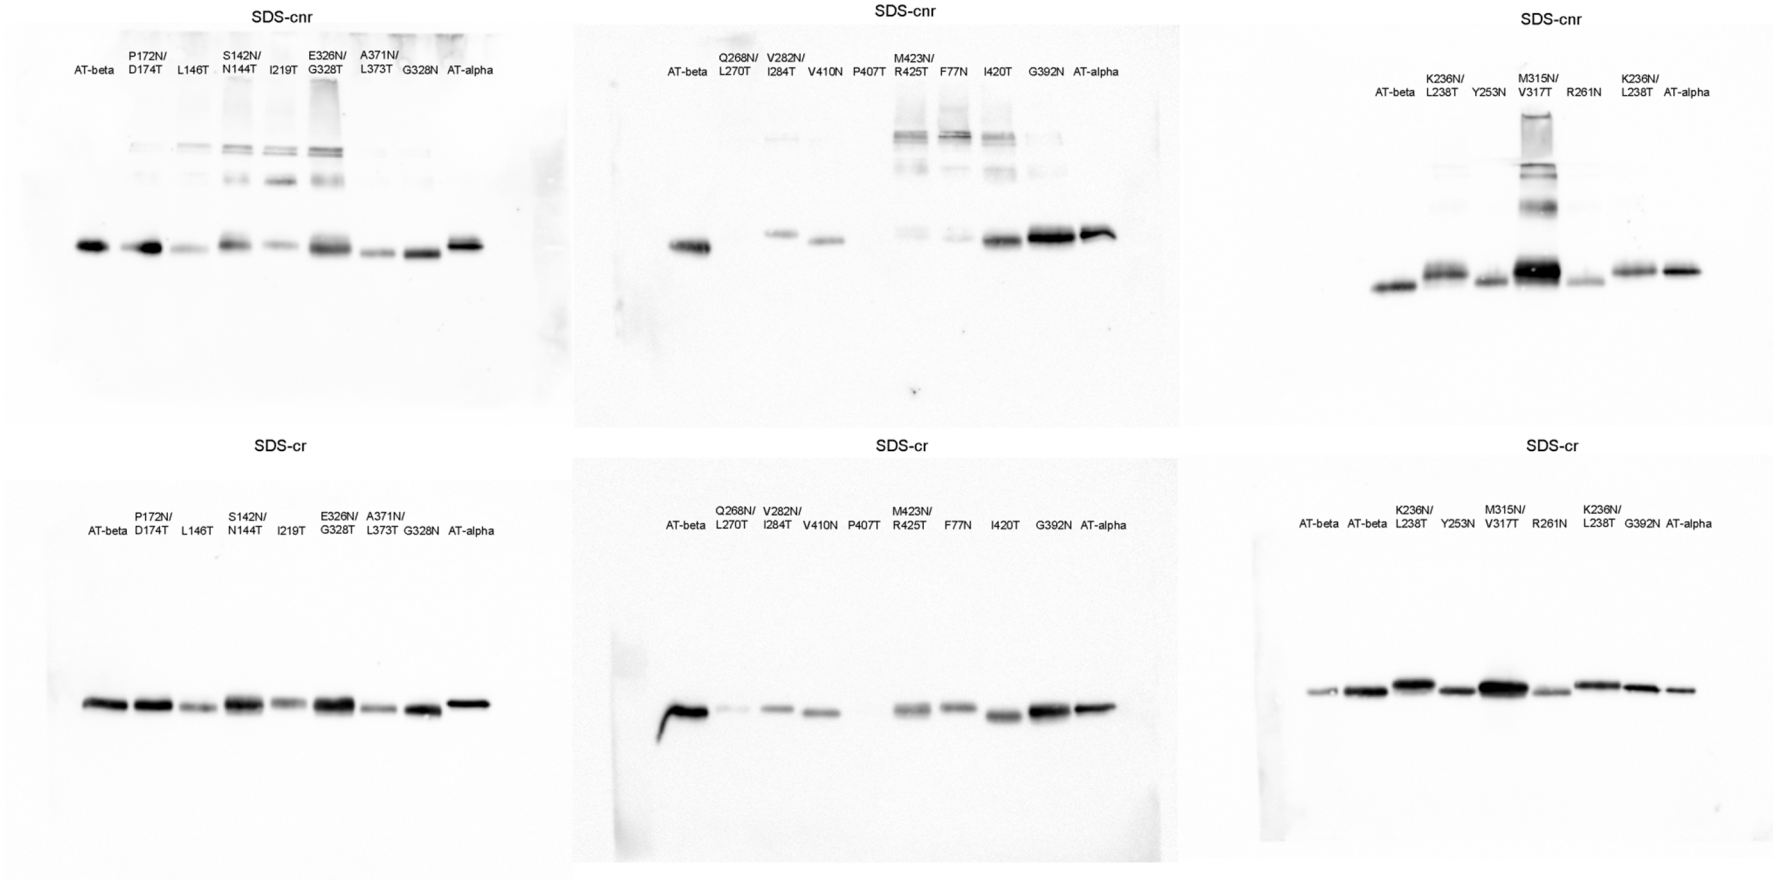 SDS-cnr
P172N/ S142N/ E326N/ A371N/
AT-beta D174T L146T N144T I219T G328T L373T G328N AT-alpha
SDS-cnr
Q268N/ V282N/ M423N/
AT-beta L270T I284T V410N P407T R425T F77N I420T G392N AT-alpha
SDS-cnr
K236N/ M315N/ K236N/
AT-beta L238T Y253N V317T R261N L238T AT-alpha
SDS-cr
P172N/ S142N/ E326N/ A371N/
AT-beta D174T L146T N144T I219T G328T L373T G328N AT-alpha
SDS-cr
Q268N/ V282N/ M423N/
AT-beta L270T I284T V410N P407T R425T F77N I420T G392N AT-alpha
SDS-cr
K236N/ M315N/ K236N/
AT-beta AT-beta L238T Y253N V317T R261N L238T G392N AT-alpha